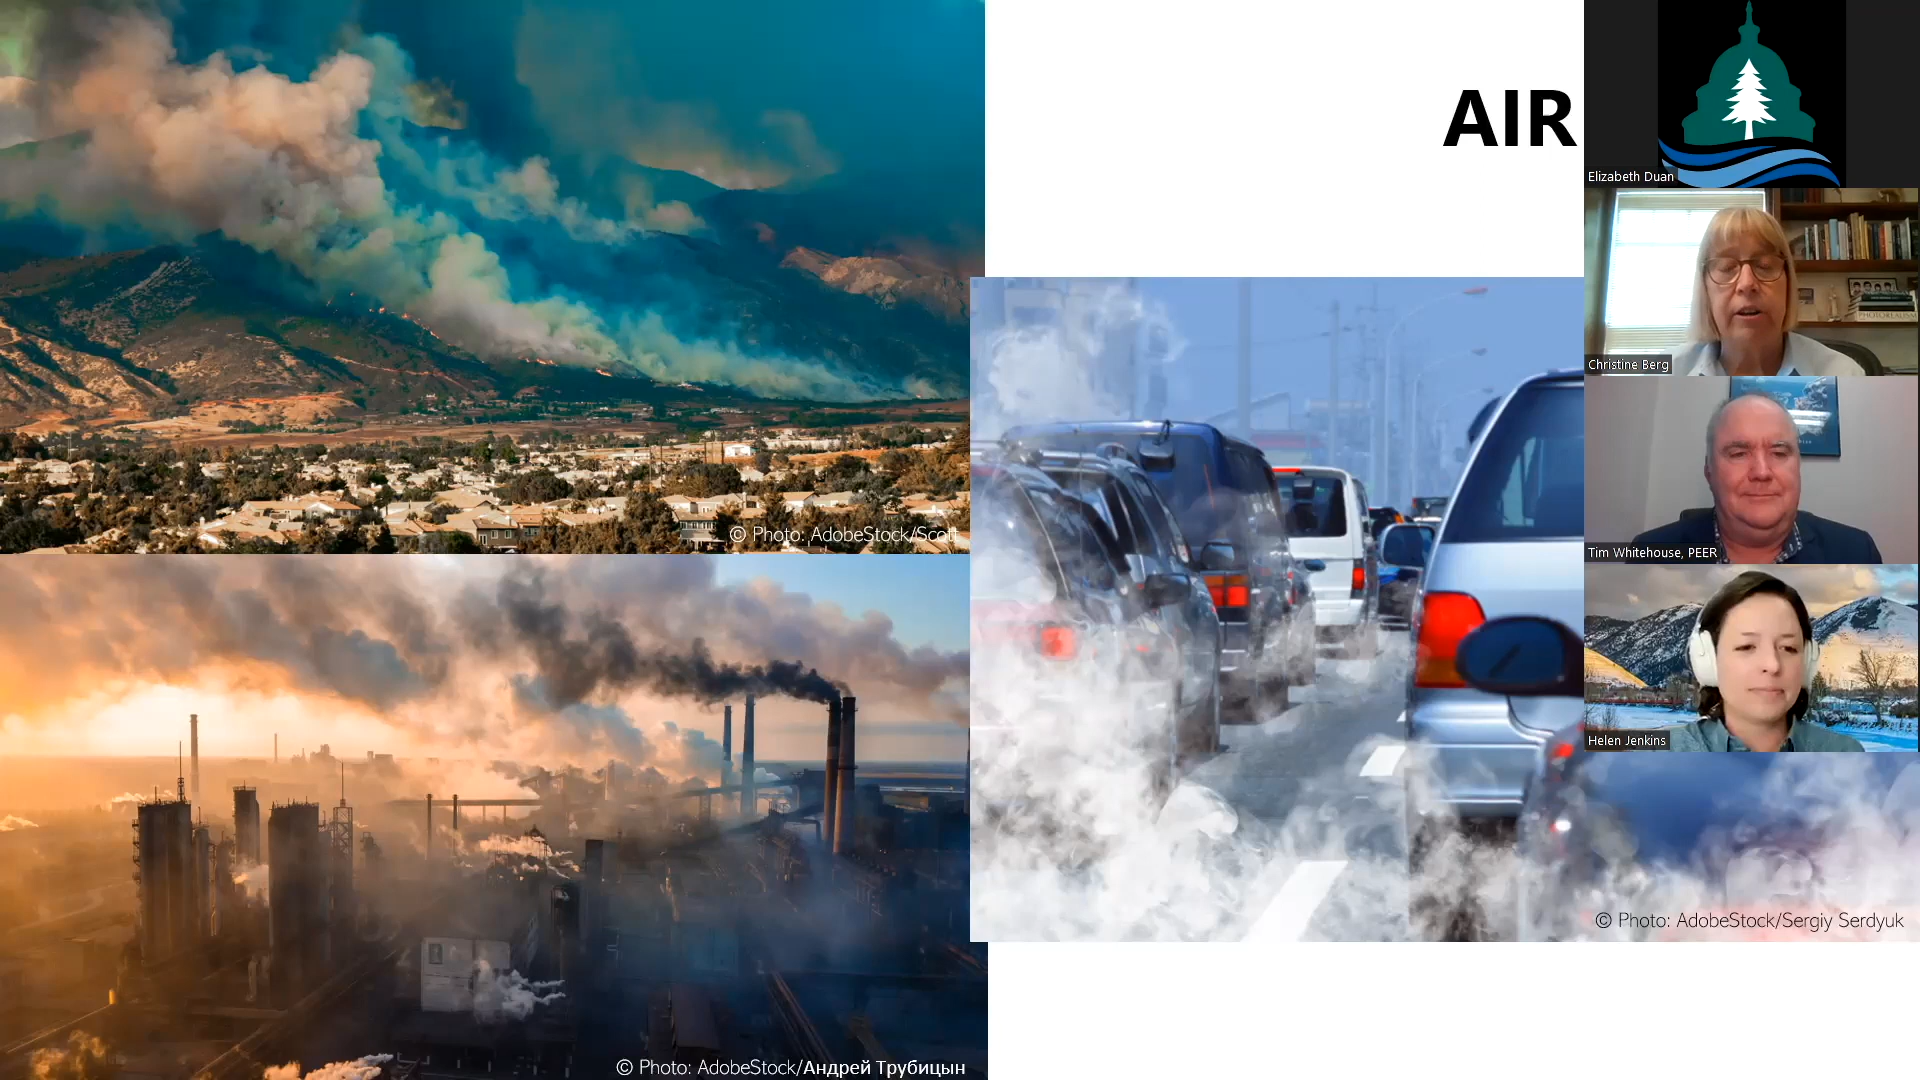 AIR
Elizabeth Duan
PHOTOREALISM
Christine Berg
© Photo: AdobeStock/Scott
Tim Whitehouse, PEER
Helen Jenkins
© Photo: AdobeStock/Sergiy Serdyuk
© Photo: AdobeStock/Андрей Трубицын